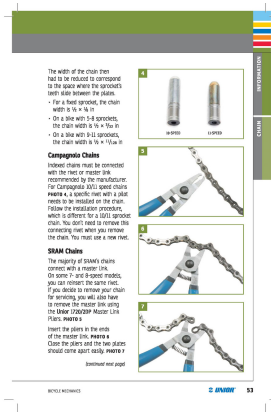 The width of the chain then
had to be reduced to correspond
to the space where the sprocket's
teeth slide between the plates.
• For a fixed sprocket, the chain
width is ½ × ⅛ in
• On a bike with 5–8 sprockets,
the chain width is ½ × 3/32 in
• On a bike with 9–11 sprockets,
the chain width is ½ × 11/128 in
Campagnolo Chains
Indexed chains must be connected
with the rivet or master link
recommended by the manufacturer.
For Campagnolo 10/11 speed chains
PHOTO 4, a specific rivet with a pilot
needs to be installed on the chain.
Follow the installation procedure,
which is different for a 10/11 sprocket
chain. You don't need to remove this
connecting rivet when you remove
the chain. You must use a new rivet.
SRAM Chains
The majority of SRAM's chains
connect with a master link.
On some 7- and 8-speed models,
you can reinsert the same rivet.
If you decide to remove your chain
for servicing, you will also have
to remove the master link using
the Unior 1720/2DP Master Link
Pliers. PHOTO 5
Insert the pliers in the ends
of the master link. PHOTO 6
Close the pliers and the two plates
should come apart easily. PHOTO 7
(continued next page)
4
10-SPEED 11-SPEED
5
6
7
INFORMATION
CHAIN
BICYCLE MECHANICS
UNIOR
53